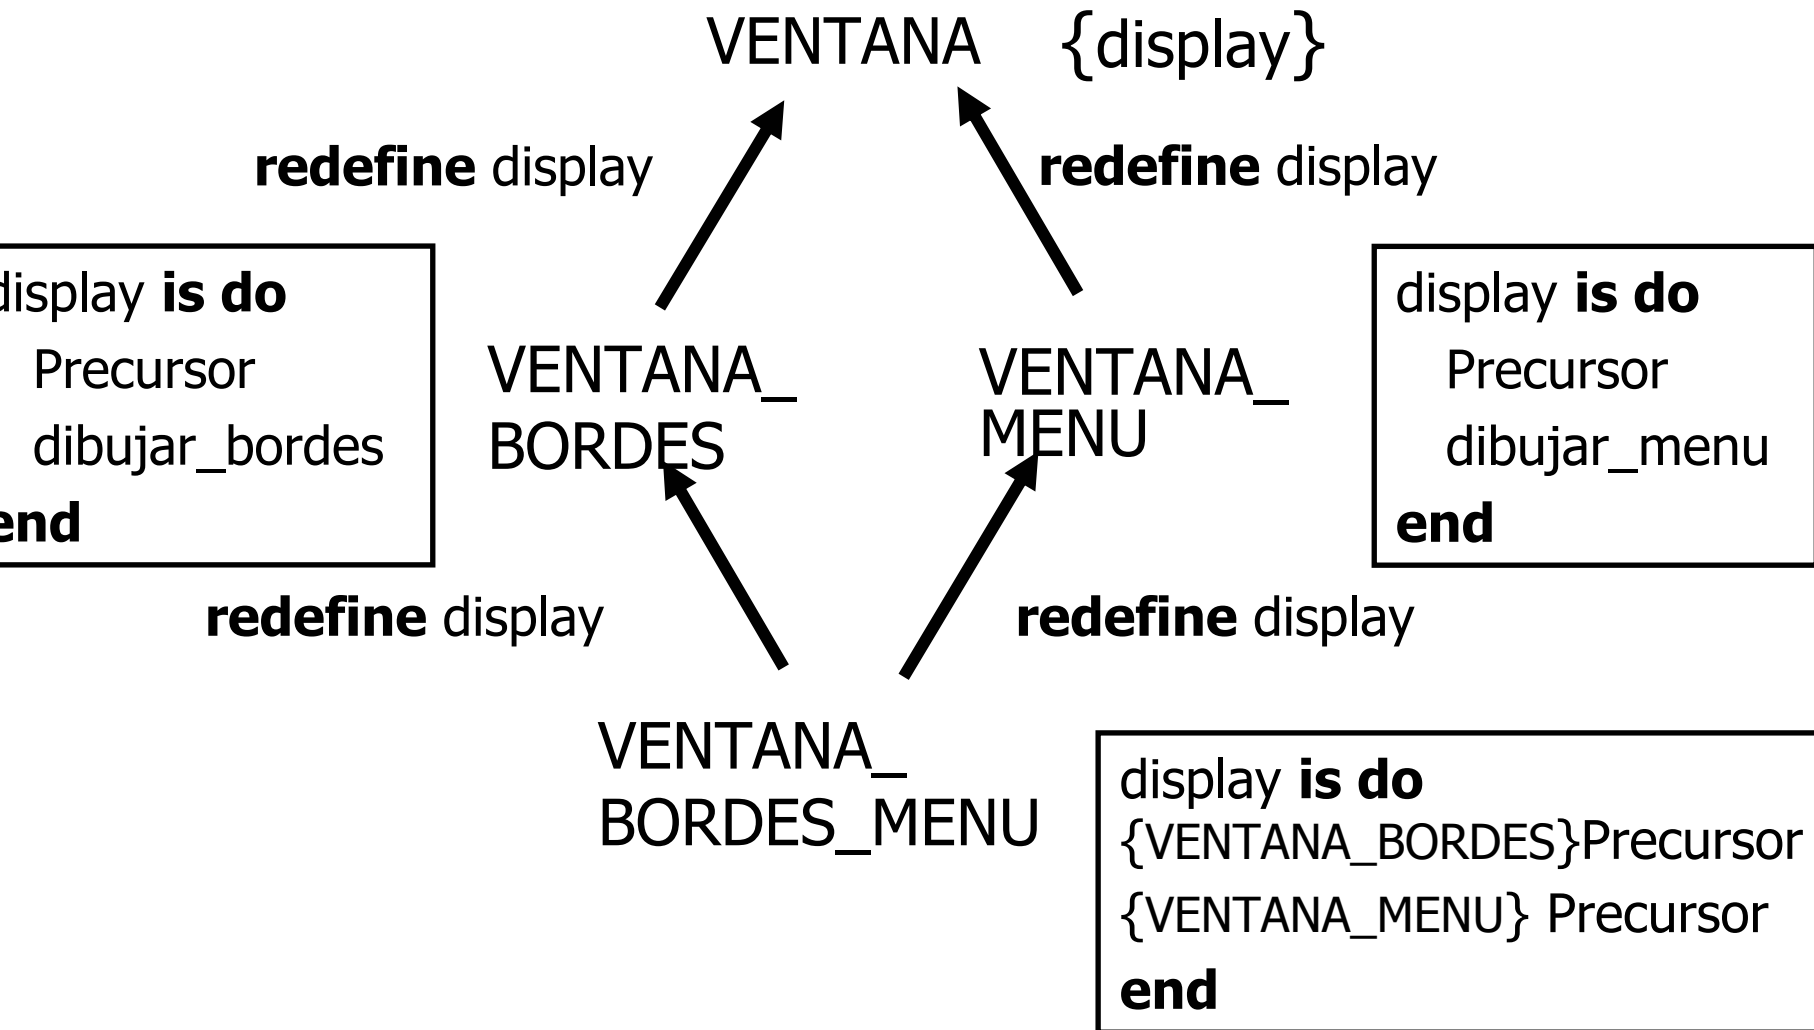 VENTANA {display}
redefine display
redefine display
display is do
Precursor
dibujar_bordes
end
VENTANA_
BORDES
VENTANA_
MENU
display is do
Precursor
dibujar_menu
end
redefine display
redefine display
VENTANA_
BORDES_MENU
display is do
{VENTANA_BORDES}Precursor
{VENTANA_MENU} Precursor
end